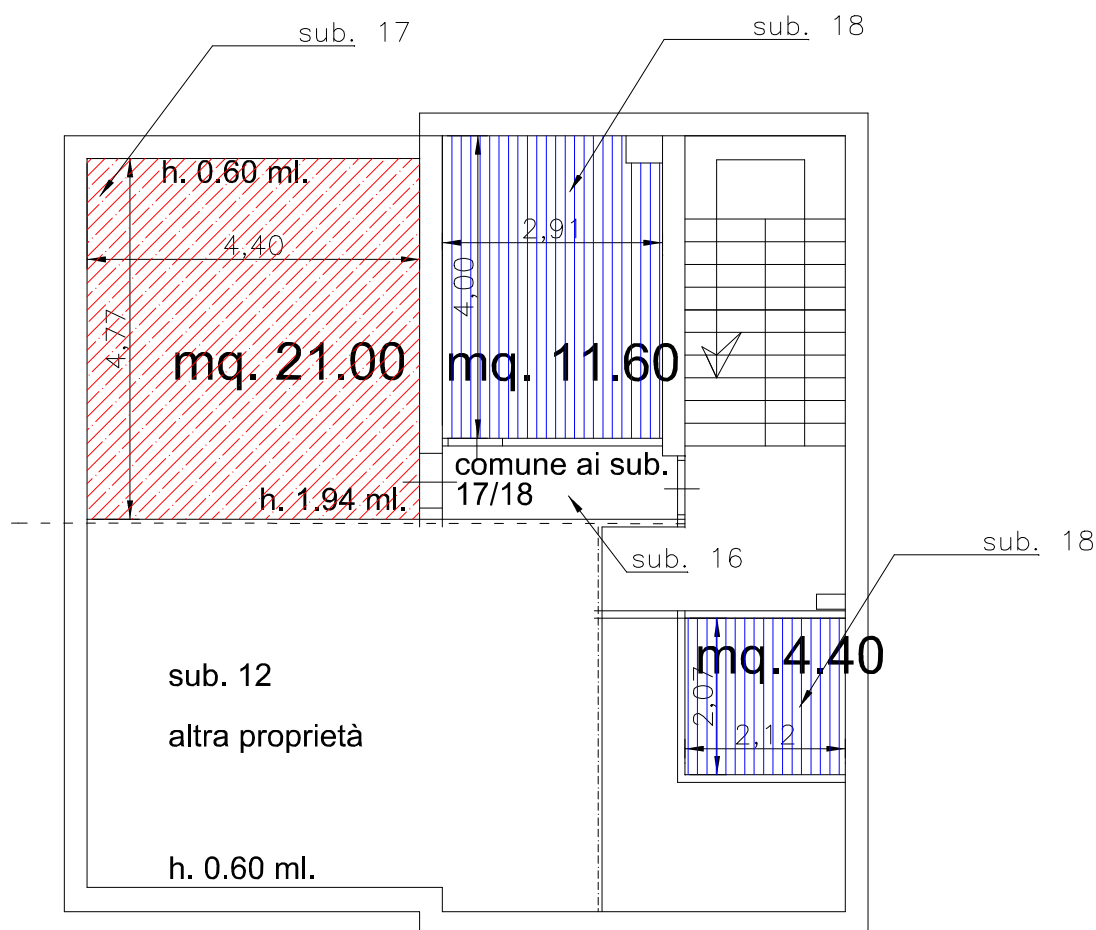 sub. 17
sub. 18
h. 0.60 ml.
4,40
2,91
4,00
4,77
mq. 21.00
mq. 11.60
comune ai sub.
17/18
h. 1.94 ml.
sub. 16
sub. 18
mq.4.40
2,07
2,12
sub. 12
altra proprietà
h. 0.60 ml.